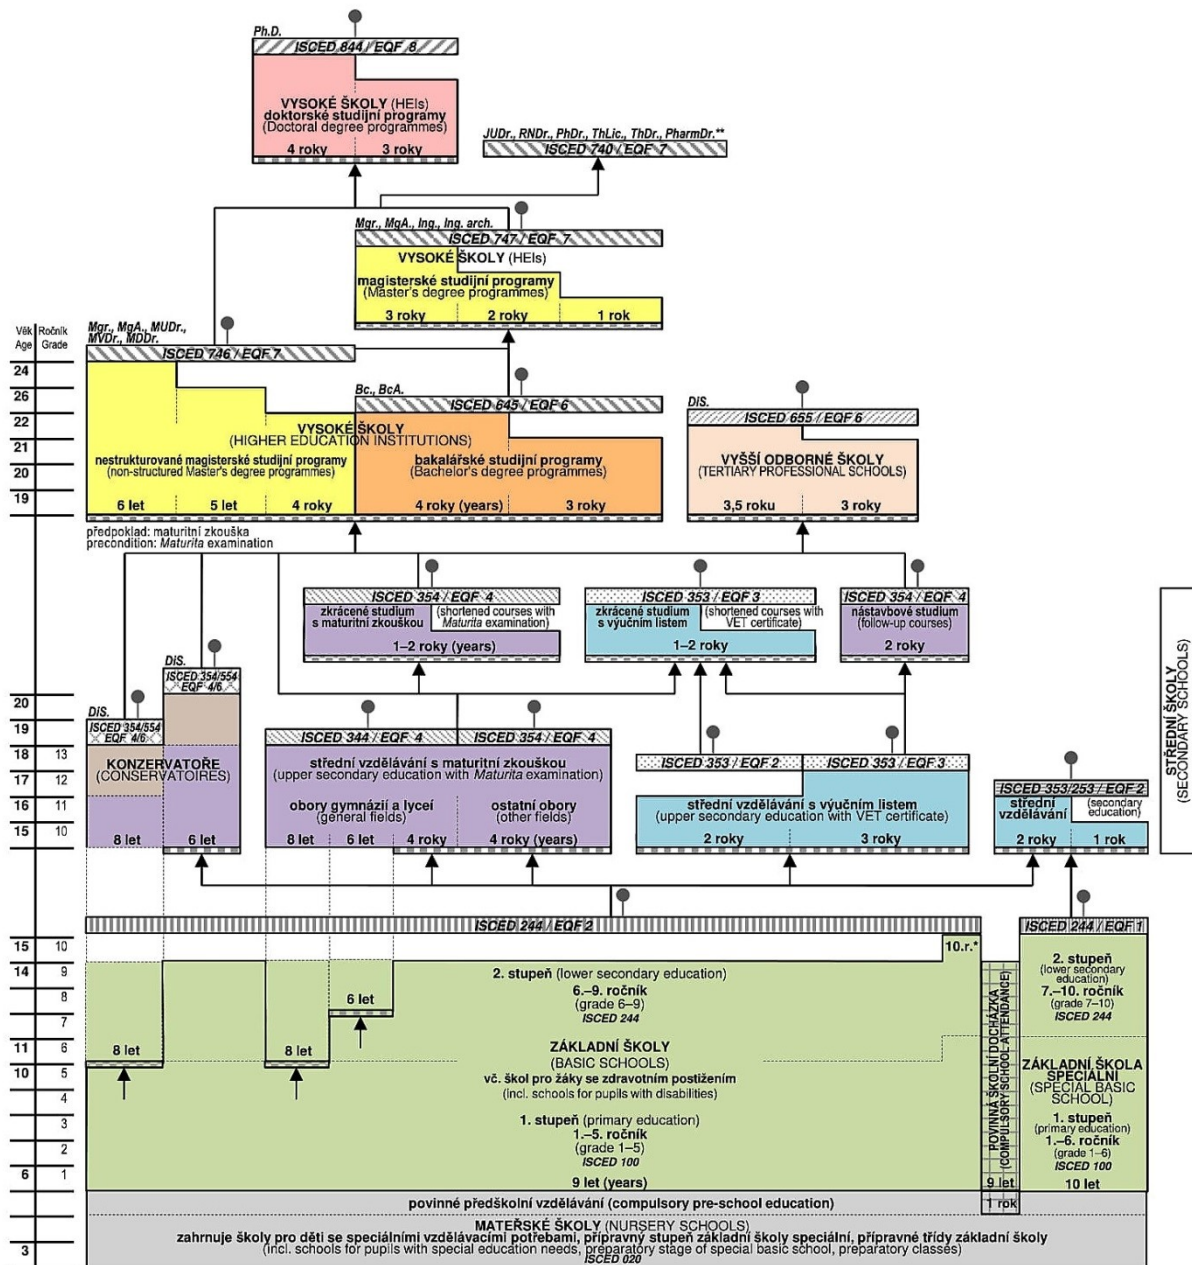 Ph.D.
ISCED 844 / EQF 8
VYSOKÉ ŠKOLY (HEIs)
doktorské studijní programy
(Doctoral degree programmes)
4 roky 3 roky
JUDr., RNDr., PhDr., ThLic., ThDr., PharmDr.**
ISCED 740 / EQF 7
Mgr., MgA., Ing., Ing. arch.
ISCED 747 / EQF 7
VYSOKÉ ŠKOLY (HEIs)
magisterské studijní programy
(Master's degree programmes)
3 roky 2 roky 1 rok
Věk Ročník
Age Grade
Mgr., MgA., MUDr.,
MVDr., MDDr.
ISCED 746 / EQF 7
24
26
22
21
20
19
Bc., BcA.
ISCED 645 / EQF 6
DiS.
ISCED 655 / EQF 6
VYSOKÉ ŠKOLY
(HIGHER EDUCATION INSTITUTIONS)
nestrukturované magisterské studijní programy
(non-structured Master's degree programmes)
6 let 5 let 4 roky
bakalářské studijní programy
(Bachelor's degree programmes)
4 roky (years) 3 roky
VYŠŠÍ ODBORNÉ ŠKOLY
(TERTIARY PROFESSIONAL SCHOOLS)
3,5 roku 3 roky
předpoklad: maturitní zkouška
precondition: Maturita examination
ISCED 354 / EQF 4
zkrácené studium
s maturitní zkouškou
(shortened courses with
Maturita examination)
1–2 roky (years)
ISCED 353 / EQF 3
zkrácené studium
s výučním listem
(shortened courses with
VET certificate)
1–2 roky
ISCED 354 / EQF 4
nástavbové studium
(follow-up courses)
2 roky
STŘEDNÍ ŠKOLY
(SECONDARY SCHOOLS)
20
19
18 13
17 12
16 11
15 10
DiS.
ISCED 354/554
EQF 4/6
DiS.
ISCED 354/554
EQF 4/6
KONZERVATOŘE
(CONSERVATOIRES)
8 let 6 let
ISCED 344 / EQF 4
ISCED 354 / EQF 4
střední vzdělávání s maturitní zkouškou
(upper secondary education with Maturita examination)
obory gymnázií a lyceí
(general fields)
8 let 6 let 4 roky
ostatní obory
(other fields)
4 roky (years)
ISCED 353 / EQF 2
ISCED 353 / EQF 3
střední vzdělávání s výučním listem
(upper secondary education with VET certificate)
2 roky 3 roky
ISCED 353/253 / EQF 2
střední
vzdělávání
(secondary
education)
2 roky 1 rok
ISCED 244 / EQF 2
ISCED 244 / EQF 1
15 10
14 9
8
7
11 6
10 5
4
3
2
6 1
3
10.r.*
8 let
8 let
6 let
2. stupeň (lower secondary education)
6.–9. ročník
(grade 6–9)
ISCED 244
ZÁKLADNÍ ŠKOLY
(BASIC SCHOOLS)
vč. škol pro žáky se zdravotním postižením
(incl. schools for pupils with disabilities)
1. stupeň (primary education)
1.–5. ročník
(grade 1–5)
ISCED 100
9 let (years)
POVINNÁ ŠKOLNÍ DOCHÁZKA
(COMPULSORY SCHOOL ATTENDANCE)
9 let
1 rok
2. stupeň
(lower secondary
education)
7.–10. ročník
(grade 7–10)
ISCED 244
ZÁKLADNÍ ŠKOLA
SPECIÁLNÍ
(SPECIAL BASIC
SCHOOL)
1. stupeň
(primary education)
1.–6. ročník
(grade 1–6)
ISCED 100
10 let
povinné předškolní vzdělávání (compulsory pre-school education)
MATEŘSKÉ ŠKOLY (NURSERY SCHOOLS)
zahrnuje školy pro děti se speciálními vzdělávacími potřebami, přípravný stupeň základní školy speciální, přípravné třídy základní školy
(incl. schools for pupils with special education needs, preparatory stage of special basic school, preparatory classes)
ISCED 020